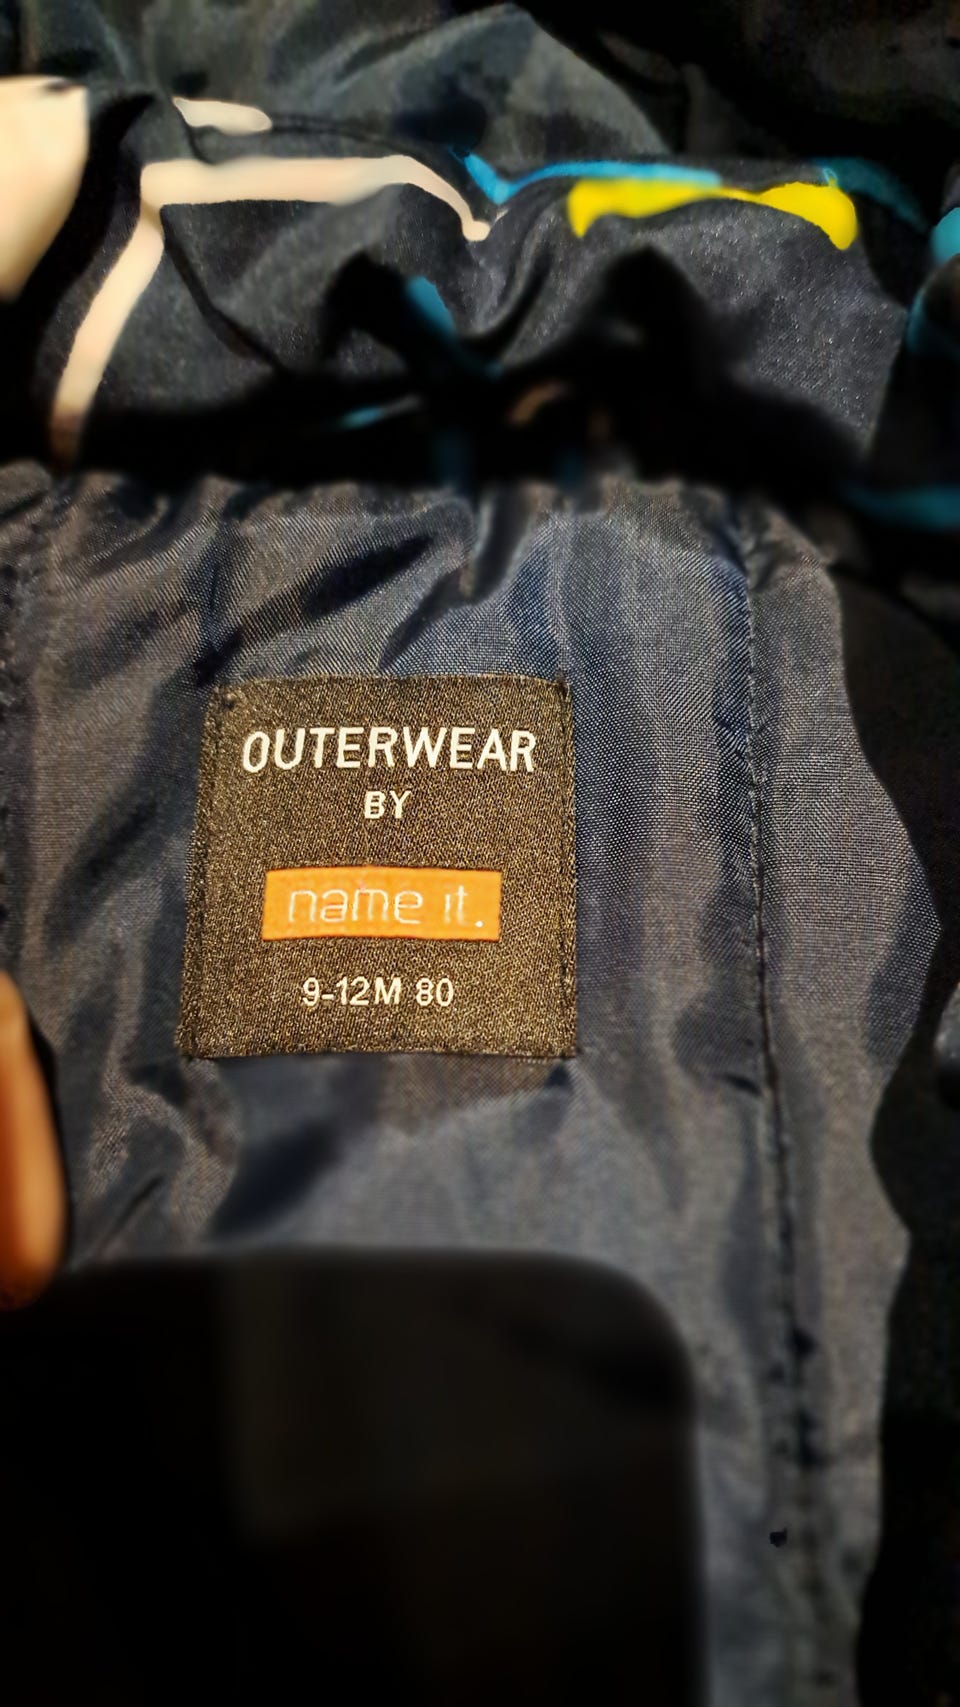 OUTERWEAR
BY
name it.
9-12M 80